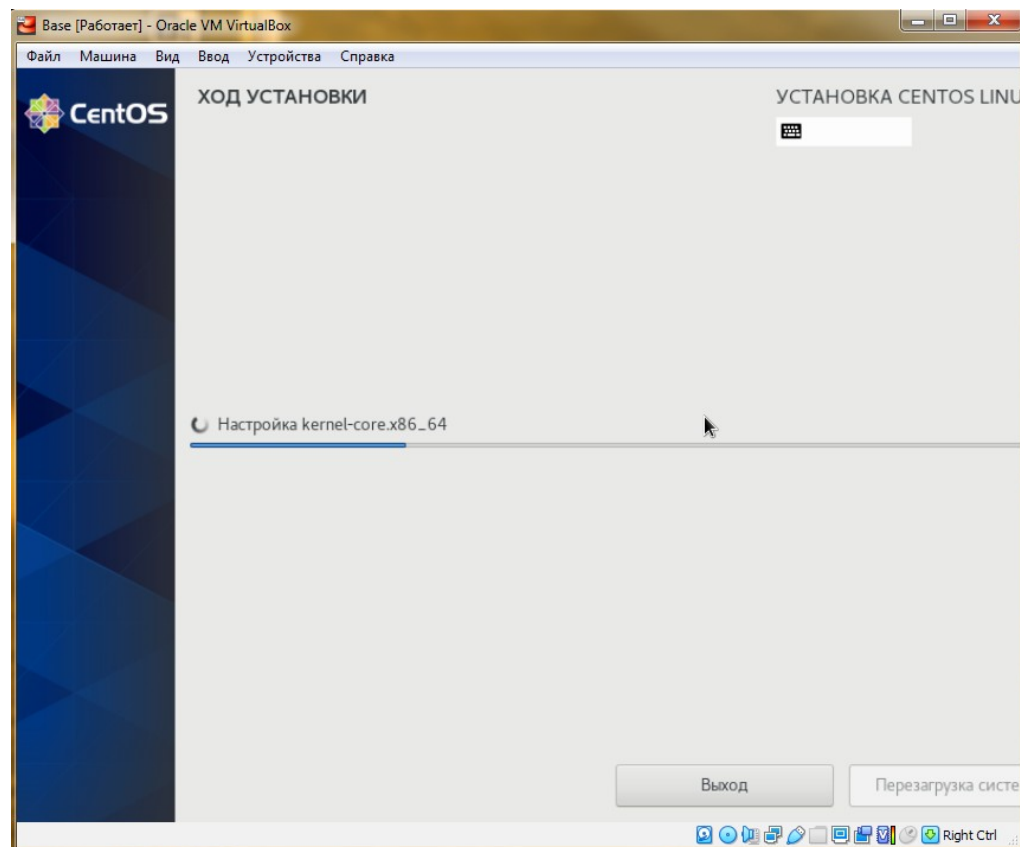 Base [Работает] - Oracle VM VirtualBox
Файл Машина Вид Ввод Устройства Справка
CentOS
ХОД УСТАНОВКИ
УСТАНОВКА CENTOS LINU
Настройка kernel-core.x86_64
Выход
Перезагрузка систе
Right Ctrl